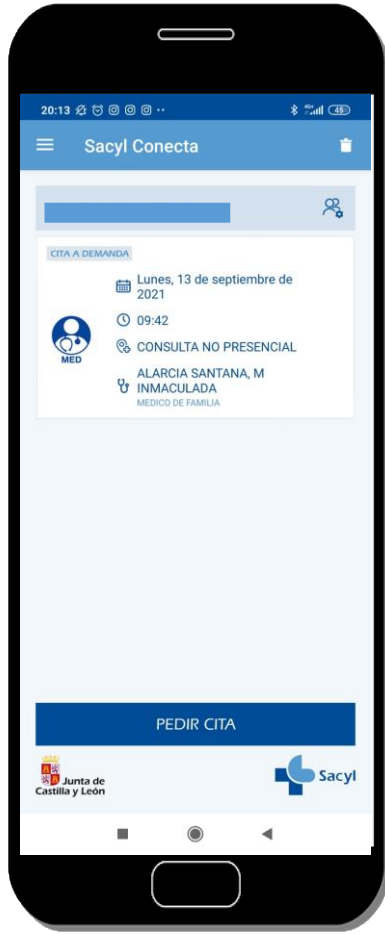 20:13
45
Sacyl Conecta
CITA A DEMANDA
Lunes, 13 de septiembre de
2021
09:42
CONSULTA NO PRESENCIAL
MED
ALARCIA SANTANA, M
INMACULADA
MEDICO DE FAMILIA
PEDIR CITA
Junta de
Castilla y León
Sacyl